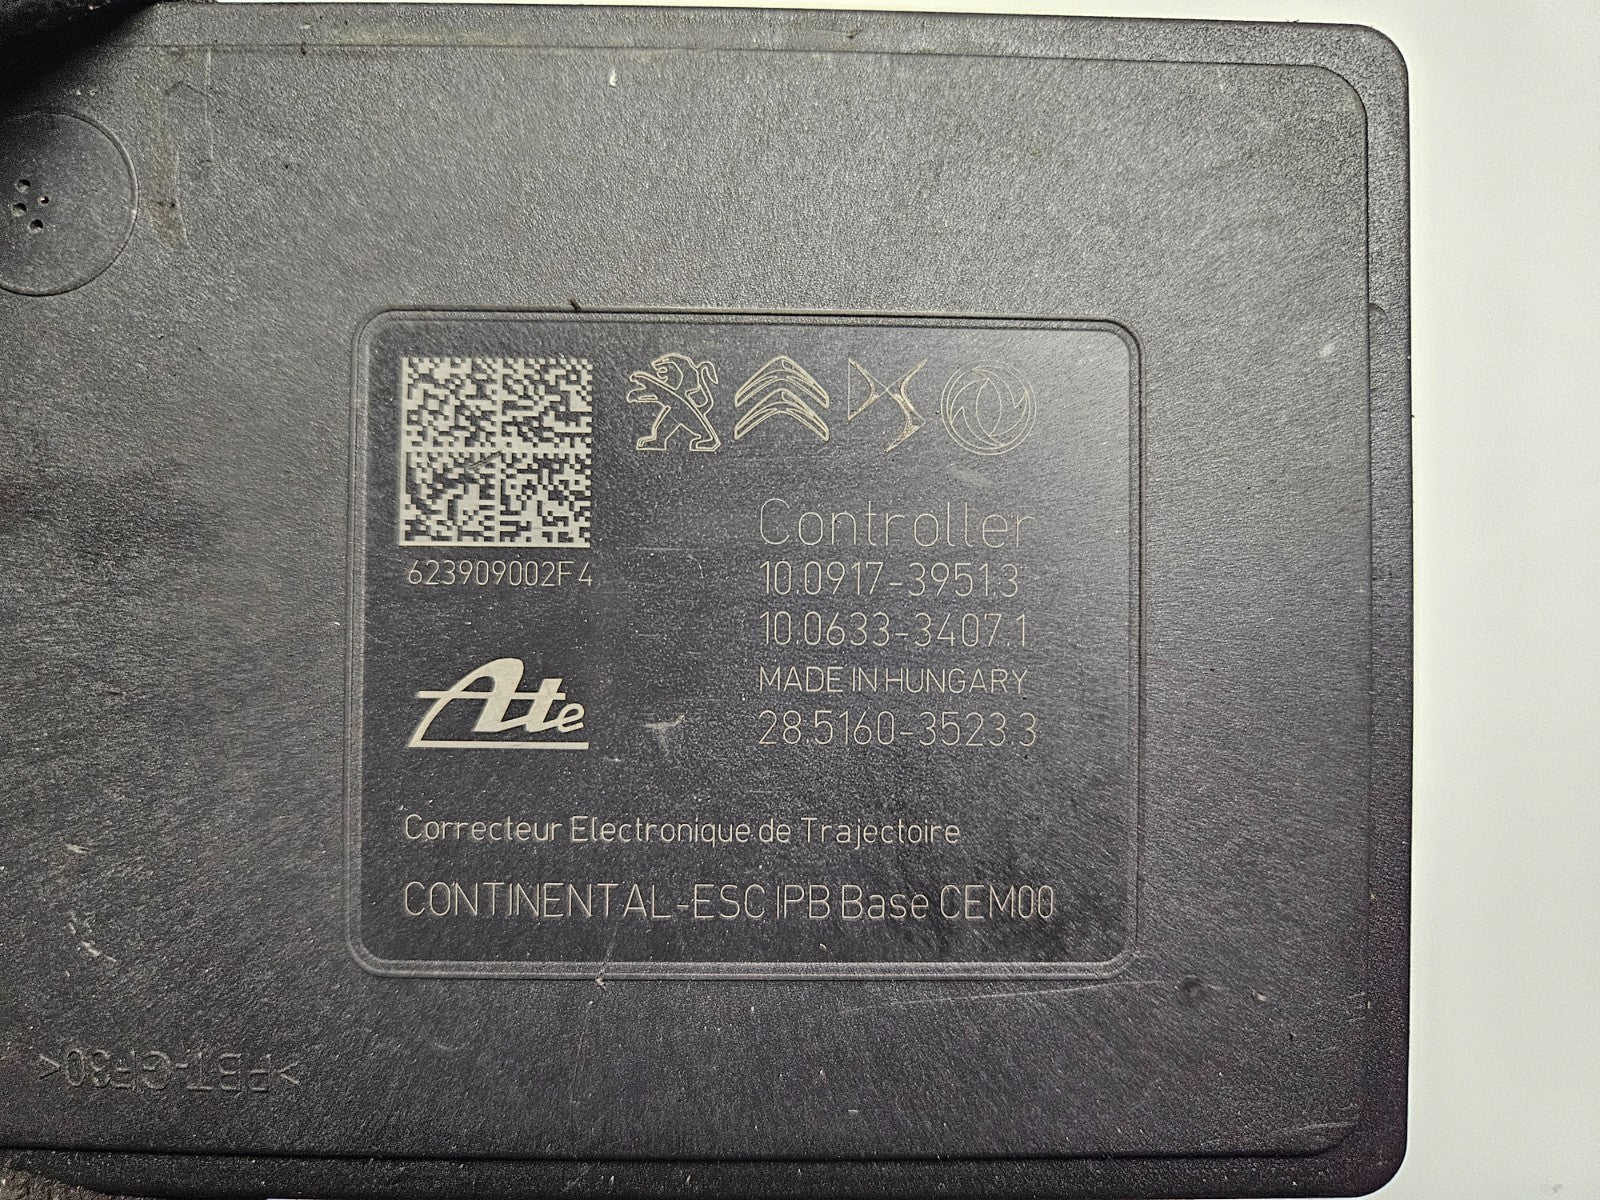 623909002F4
Controller
10.0917-3951.3
10.0633-3407.1
MADE IN HUNGARY
28.5160-3523.3
Ate
Correcteur Electronique de Trajectoire
CONTINENTAL-ESC IPB Base CEM00
>PBT-GF30<